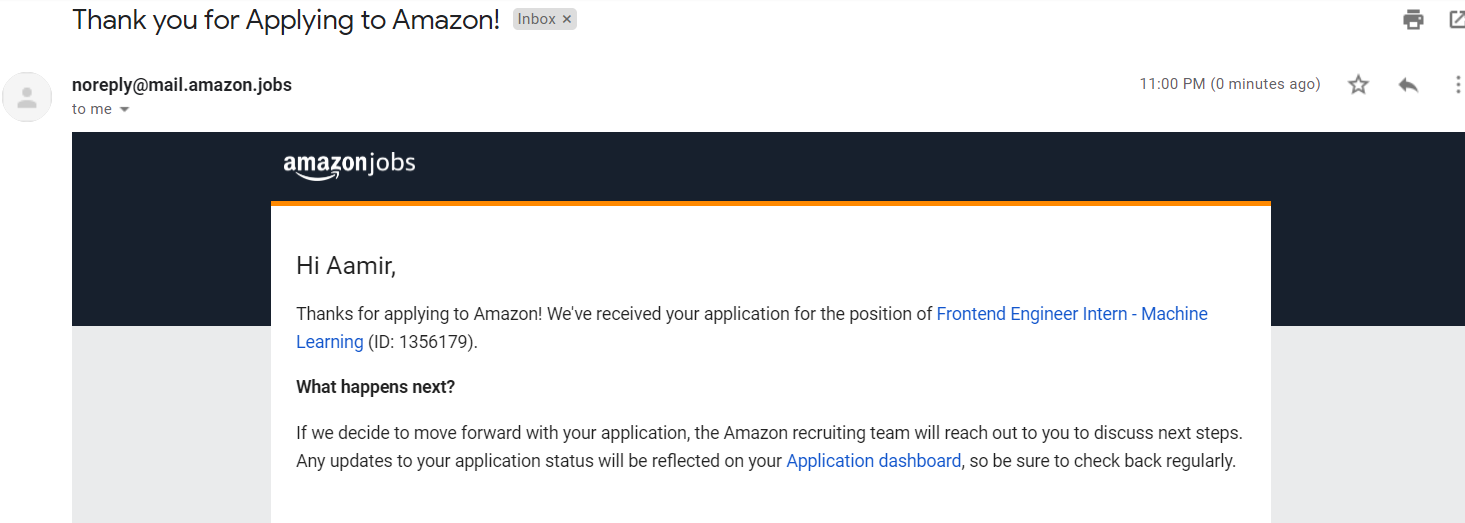 Thank you for Applying to Amazon! Inbox ×
noreply@mail.amazon.jobs 11:00 PM (0 minutes ago)
to me
amazonjobs
Hi Aamir,
Thanks for applying to Amazon! We've received your application for the position of Frontend Engineer Intern - Machine
Learning (ID: 1356179).
What happens next?
If we decide to move forward with your application, the Amazon recruiting team will reach out to you to discuss next steps.
Any updates to your application status will be reflected on your Application dashboard, so be sure to check back regularly.